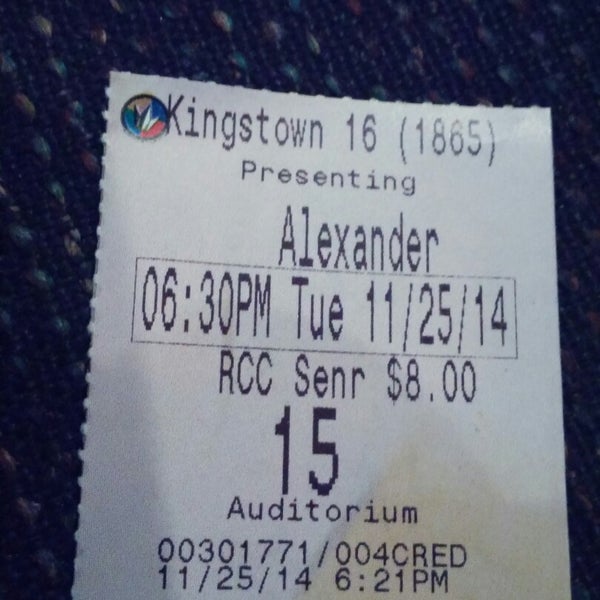 Kingstown 16 (1865)
Presenting
Alexander
06:30PM Tue 11/25/14
RCC Senr $8.00
15
Auditorium
00301771/004CRED
11/25/14 6:21PM